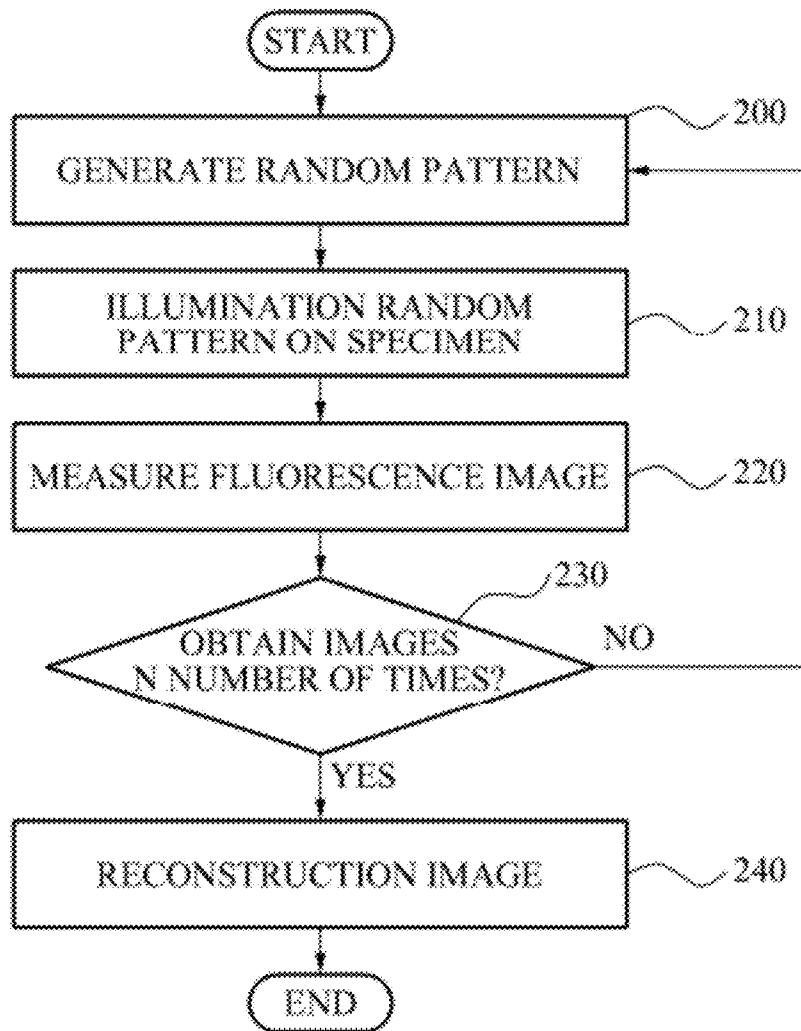 START
200
GENERATE RANDOM PATTERN
ILLUMINATION RANDOM
PATTERN ON SPECIMEN
210
MEASURE FLUORESCENCE IMAGE
220
230
OBTAIN IMAGES
N NUMBER OF TIMES?
NO
YES
RECONSTRUCTION IMAGE
240
END